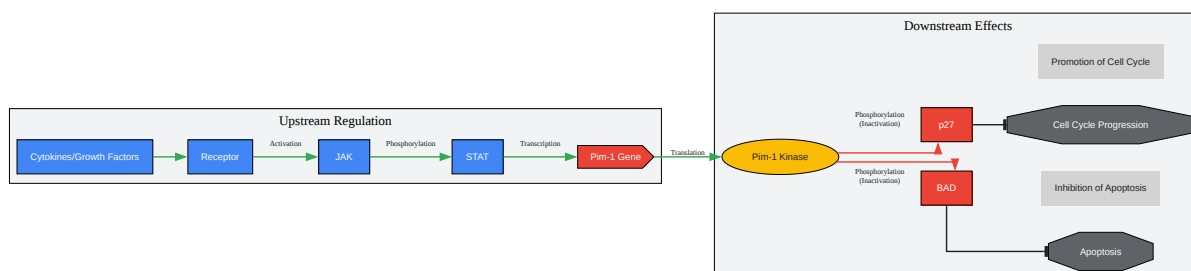 Upstream Regulation
Cytokines/Growth Factors
Receptor
Activation
JAK
Phosphorylation
STAT
Transcription
Pim-1 Gene
Translation
Downstream Effects
Pim-1 Kinase
Phosphorylation
(Inactivation)
p27
Phosphorylation
(Inactivation)
BAD
Promotion of Cell Cycle
Cell Cycle Progression
Inhibition of Apoptosis
Apoptosis